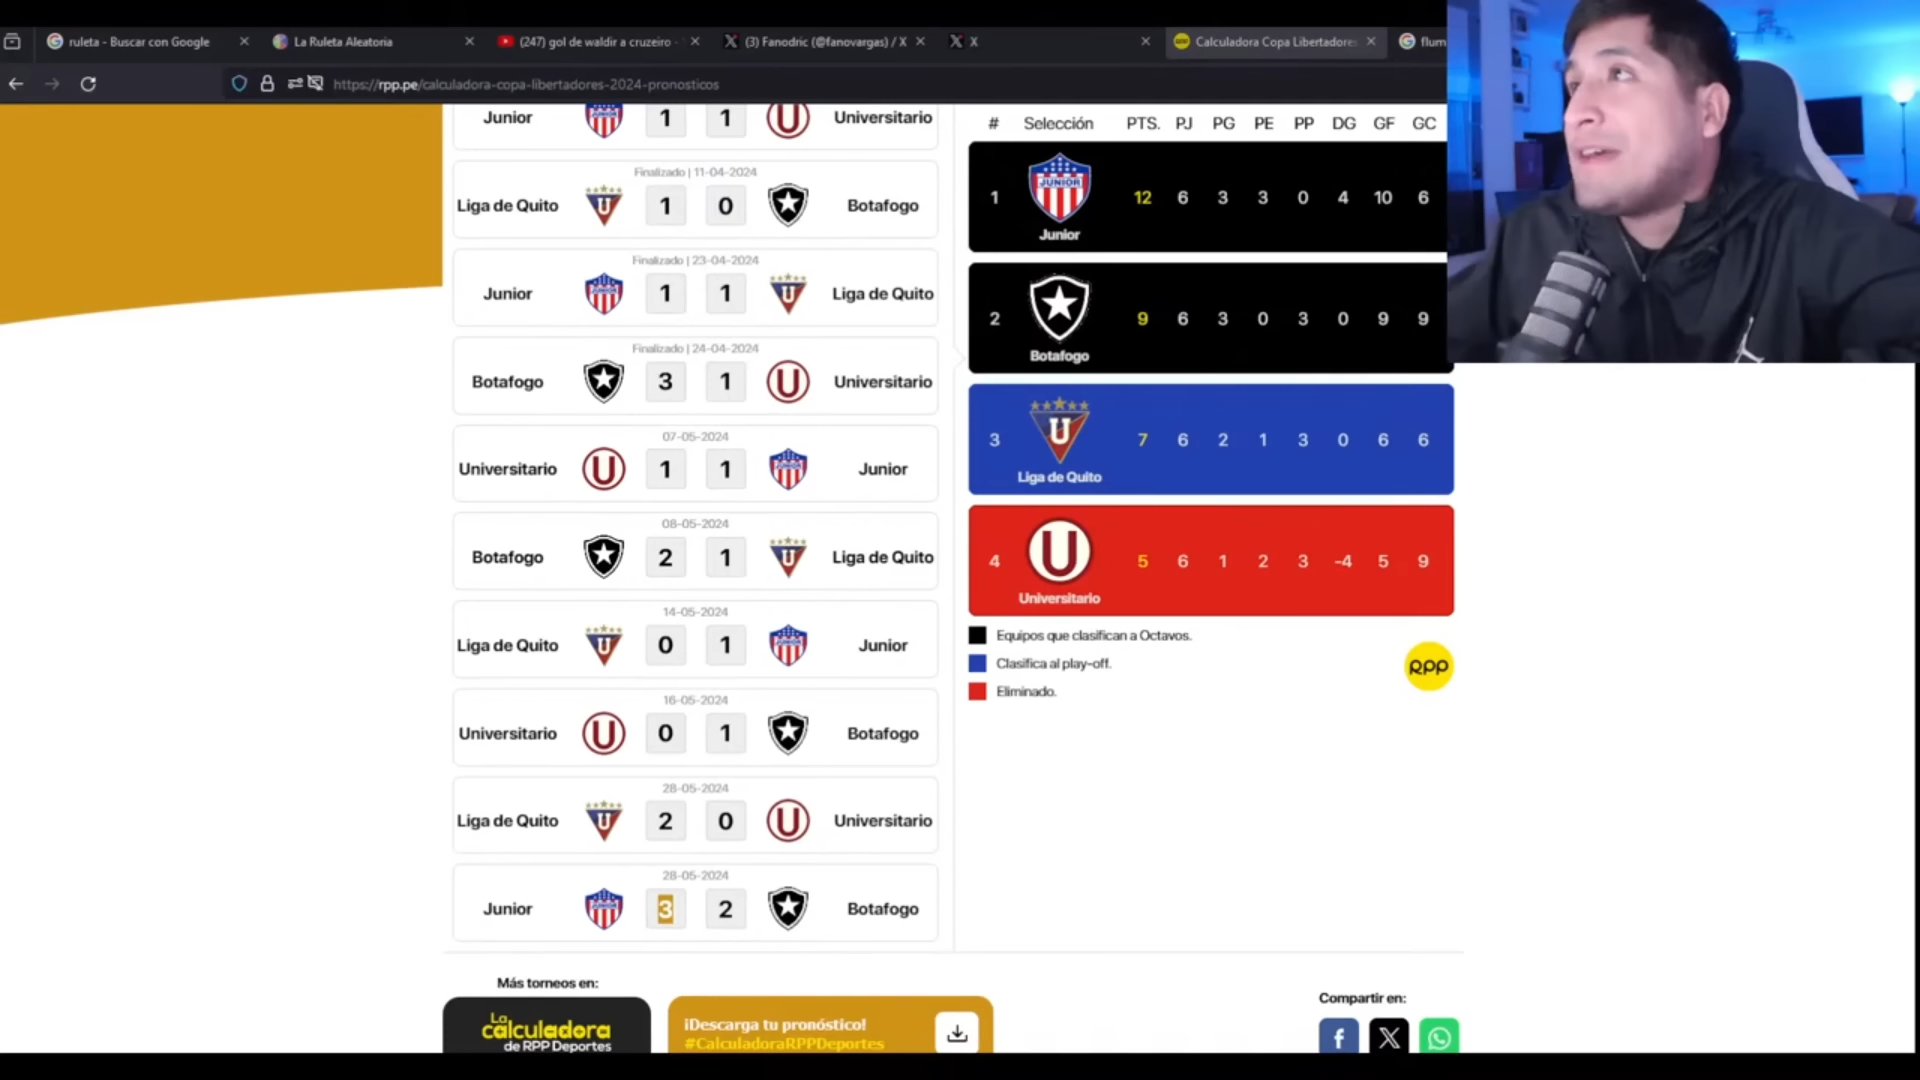 ruleta - Buscar con Google
La Ruleta Aleatoria
(247) gol de waldir a cruzeiro -
(3) Fanodric (@fanovargas) / X
X
Calculadora Copa Libertadores
flum
https://rpp.pe/calculadora-copa-libertadores-2024-pronosticos
Junior 1 1 Universitario
Finalizado | 11-04-2024
Liga de Quito 1 0 Botafogo
Finalizado | 23-04-2024
Junior 1 1 Liga de Quito
Finalizado | 24-04-2024
Botafogo 3 1 Universitario
07-05-2024
Universitario 1 1 Junior
08-05-2024
Botafogo 2 1 Liga de Quito
14-05-2024
Liga de Quito 0 1 Junior
16-05-2024
Universitario 0 1 Botafogo
28-05-2024
Liga de Quito 2 0 Universitario
28-05-2024
Junior 3 2 Botafogo
# Selección PTS. PJ PG PE PP DG GF GC
1 JUNIOR 12 6 3 3 0 4 10 6
Junior
2 9 6 3 0 3 0 9 9
Botafogo
3 U 7 6 2 1 3 0 6 6
Liga de Quito
4 U 5 6 1 2 3 -4 5 9
Universitario
Equipos que clasifican a Octavos.
Clasifica al play-off.
Eliminado.
RPP
Más torneos en:
La calculadora
de RPP Deportes
¡Descarga tu pronóstico!
#CalculadoraRPPDeportes
Compartir en: